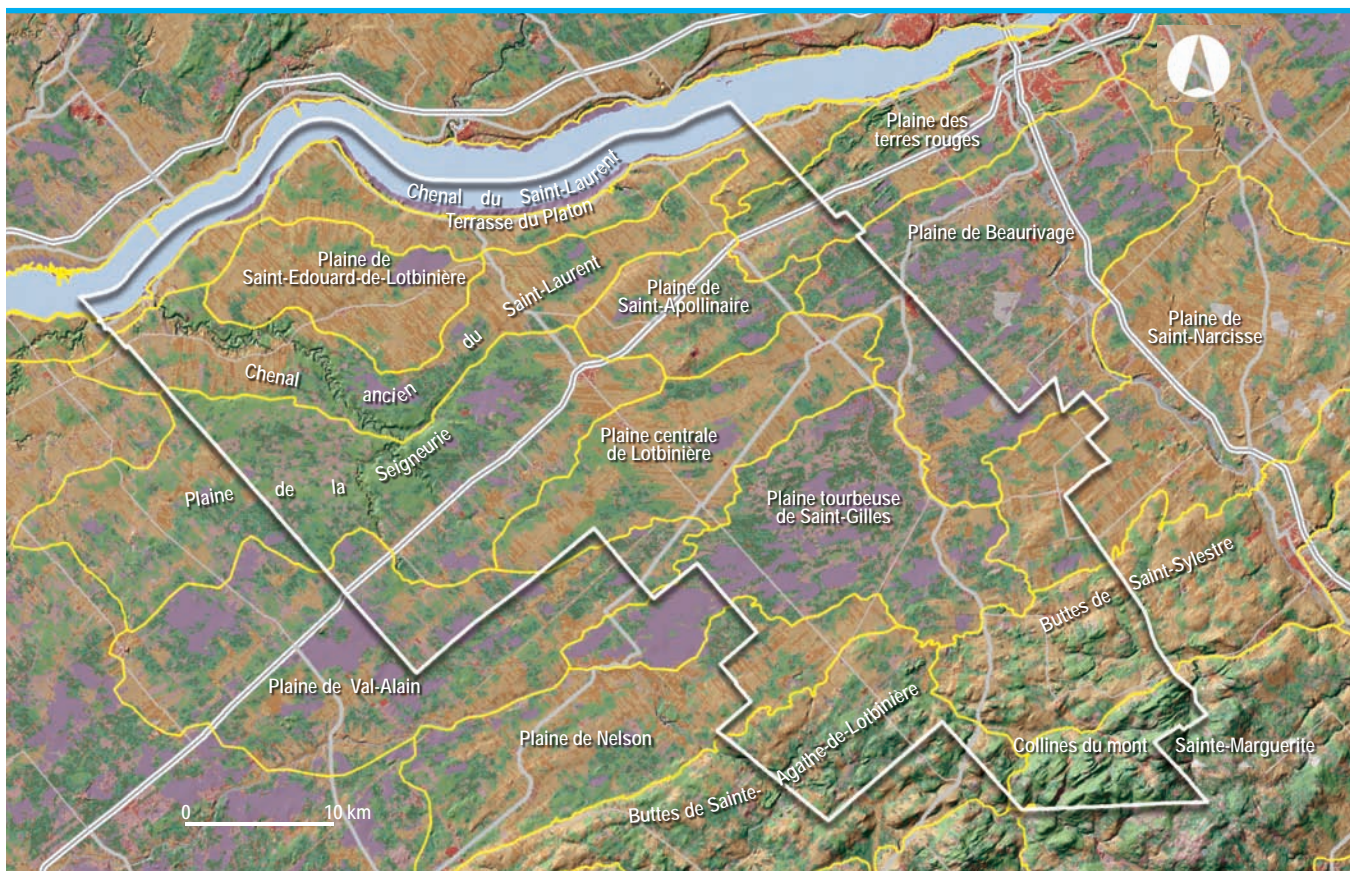 Plaine des
terres rouges
Chenal du Saint-Laurent
Terrasse du Platon
Plaine de Beaurivage
Plaine de
Saint-Edouard-de-Lotbinière
Plaine de
Saint-Apollinaire
Plaine de
Saint-Narcisse
Chenal ancien du Saint-Laurent
Plaine centrale
de Lotbinière
Plaine de la Seigneurie
Plaine tourbeuse
de Saint-Gilles
Buttes de Saint-Sylestre
Plaine de Val-Alain
Plaine de Nelson
Buttes de Sainte-Agathe-de-Lotbinière
Collines du mont Sainte-Marguerite
0 10 km